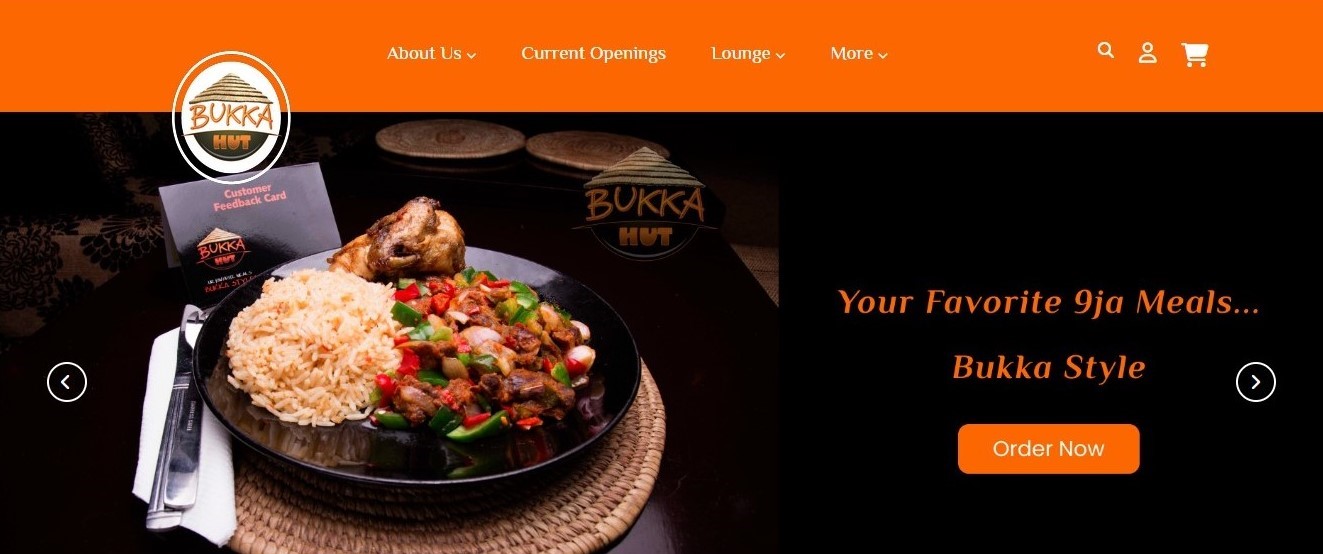 About Us
Current Openings
Lounge
More
BUKKA
HUT
Customer
Feedback Card
BUKKA
HUT
BUKKA STYLE
BUKKA
HUT
Your Favorite 9ja Meals...
Bukka Style
Order Now